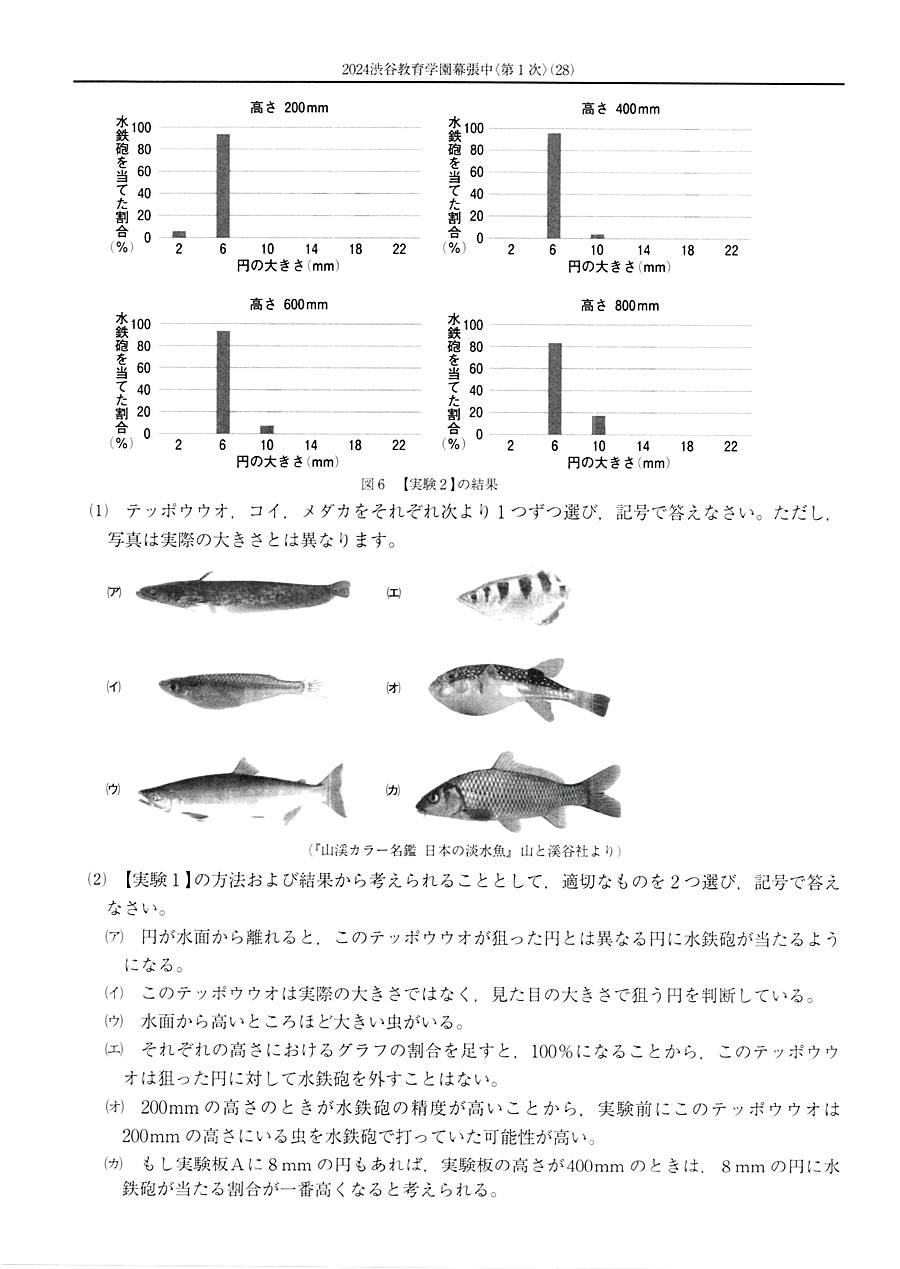 2024渋谷教育学園幕張中〈第1次〉(28)
高さ 200mm
水鉄砲を当てた割合(%)
100
80
60
40
20
0
2 6 10 14 18 22
円の大きさ(mm)
高さ 400mm
水鉄砲を当てた割合(%)
100
80
60
40
20
0
2 6 10 14 18 22
円の大きさ(mm)
高さ 600mm
水鉄砲を当てた割合(%)
100
80
60
40
20
0
2 6 10 14 18 22
円の大きさ(mm)
高さ 800mm
水鉄砲を当てた割合(%)
100
80
60
40
20
0
2 6 10 14 18 22
円の大きさ(mm)
図6 【実験2】の結果
(1) テッポウウオ，コイ，メダカをそれぞれ次より1つずつ選び，記号で答えなさい。ただし，
写真は実際の大きさとは異なります。
(ア)
(エ)
(イ)
(オ)
(ウ)
(カ)
(『山渓カラー名鑑 日本の淡水魚』山と溪谷社より)
(2) 【実験1】の方法および結果から考えられることとして，適切なものを2つ選び，記号で答え
なさい。
(ア) 円が水面から離れると，このテッポウウオが狙った円とは異なる円に水鉄砲が当たるよう
になる。
(イ) このテッポウウオは実際の大きさではなく，見た目の大きさで狙う円を判断している。
(ウ) 水面から高いところほど大きい虫がいる。
(エ) それぞれの高さにおけるグラフの割合を足すと，100％になることから，このテッポウウ
オは狙った円に対して水鉄砲を外すことはない。
(オ) 200mmの高さのときが水鉄砲の精度が高いことから，実験前にこのテッポウウオは
200mmの高さにいる虫を水鉄砲で打っていた可能性が高い。
(カ) もし実験板Aに8mmの円もあれば，実験板の高さが400mmのときは，8mmの円に水
鉄砲が当たる割合が一番高くなると考えられる。